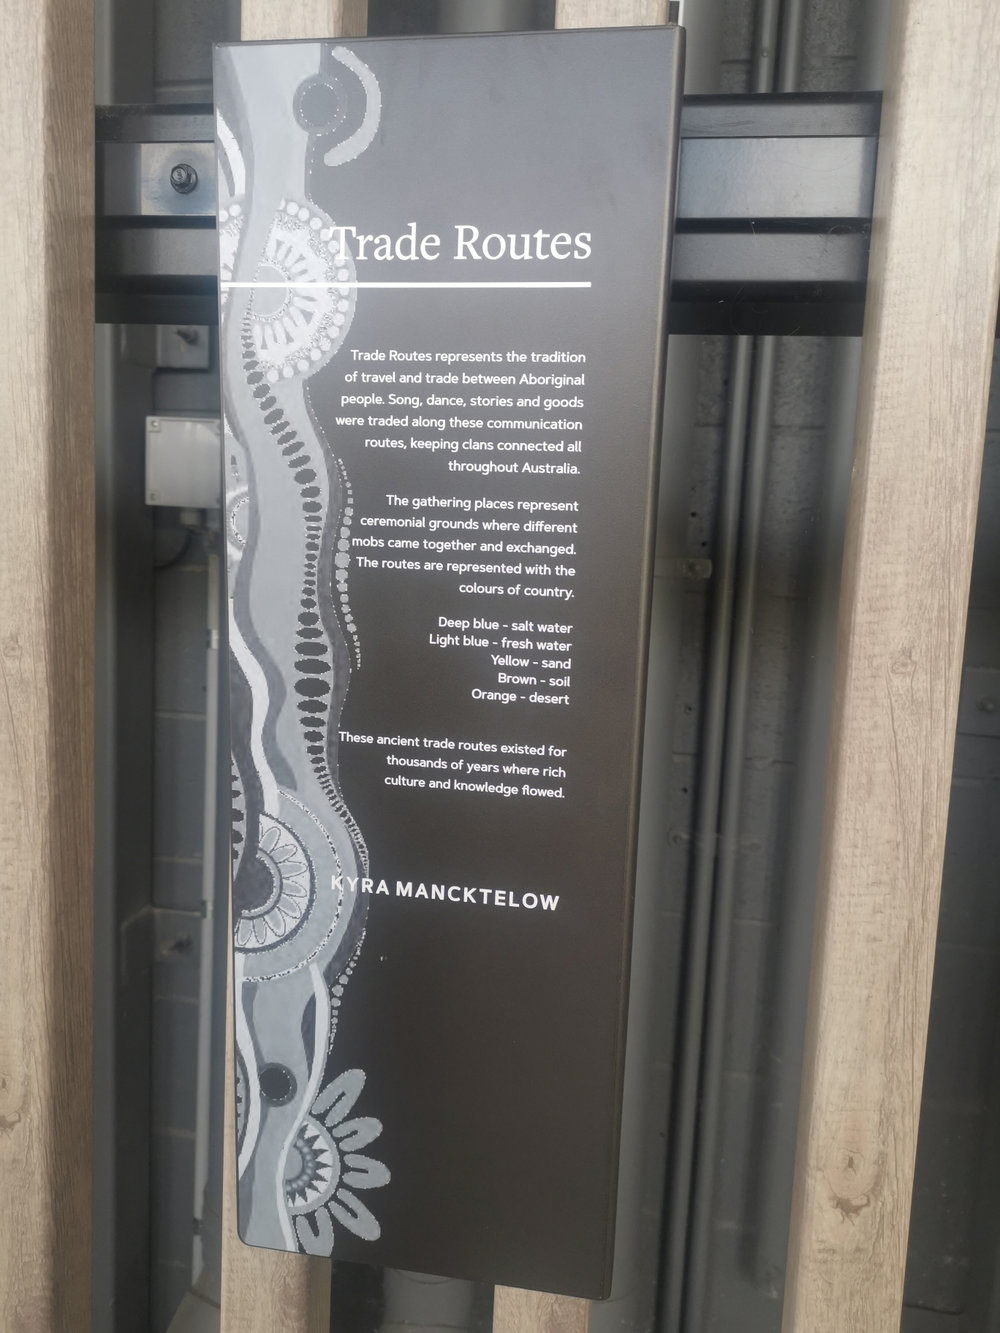 Trade Routes
Trade Routes represents the tradition
of travel and trade between Aboriginal
people. Song, dance, stories and goods
were traded along these communication
routes, keeping clans connected all
throughout Australia.
The gathering places represent
ceremonial grounds where different
mobs came together and exchanged.
The routes are represented with the
colours of country.
Deep blue - salt water
Light blue - fresh water
Yellow - sand
Brown - soil
Orange - desert
These ancient trade routes existed for
thousands of years where rich
culture and knowledge flowed.
KYRA MANCKTELOW